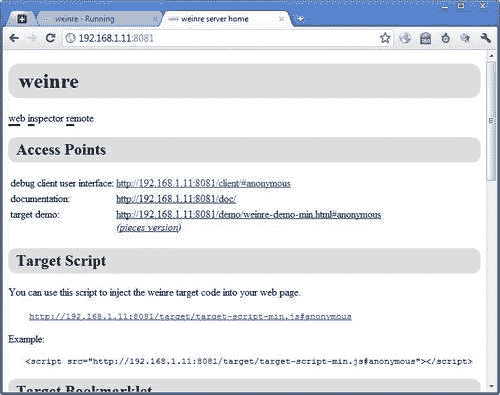 weinre - Running
weinre server home
192.168.1.11:8081
weinre
web inspector remote
Access Points
debug client user interface: http://192.168.1.11:8081/client/#anonymous
documentation: http://192.168.1.11:8081/doc/
target demo: http://192.168.1.11:8081/demo/weinre-demo-min.html#anonymous
(pieces version)
Target Script
You can use this script to inject the weinre target code into your web page.
http://192.168.1.11:8081/target/target-script-min.js#anonymous
Example:
<script src="http://192.168.1.11:8081/target/target-script-min.js#anonymous"></script>
Target Bookmarklet